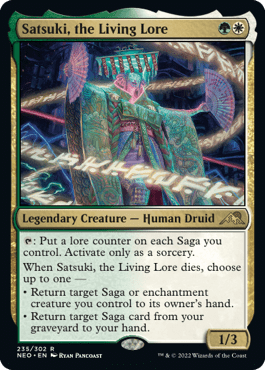 Satsuki, the Living Lore
Legendary Creature — Human Druid
: Put a lore counter on each Saga you
control. Activate only as a sorcery.
When Satsuki, the Living Lore dies, choose
up to one —
• Return target Saga or enchantment
creature you control to its owner's hand.
• Return target Saga card from your
graveyard to your hand.
1/3
235/302 R
NEO • EN RYAN PANCOAST
™ & © 2022 Wizards of the Coast